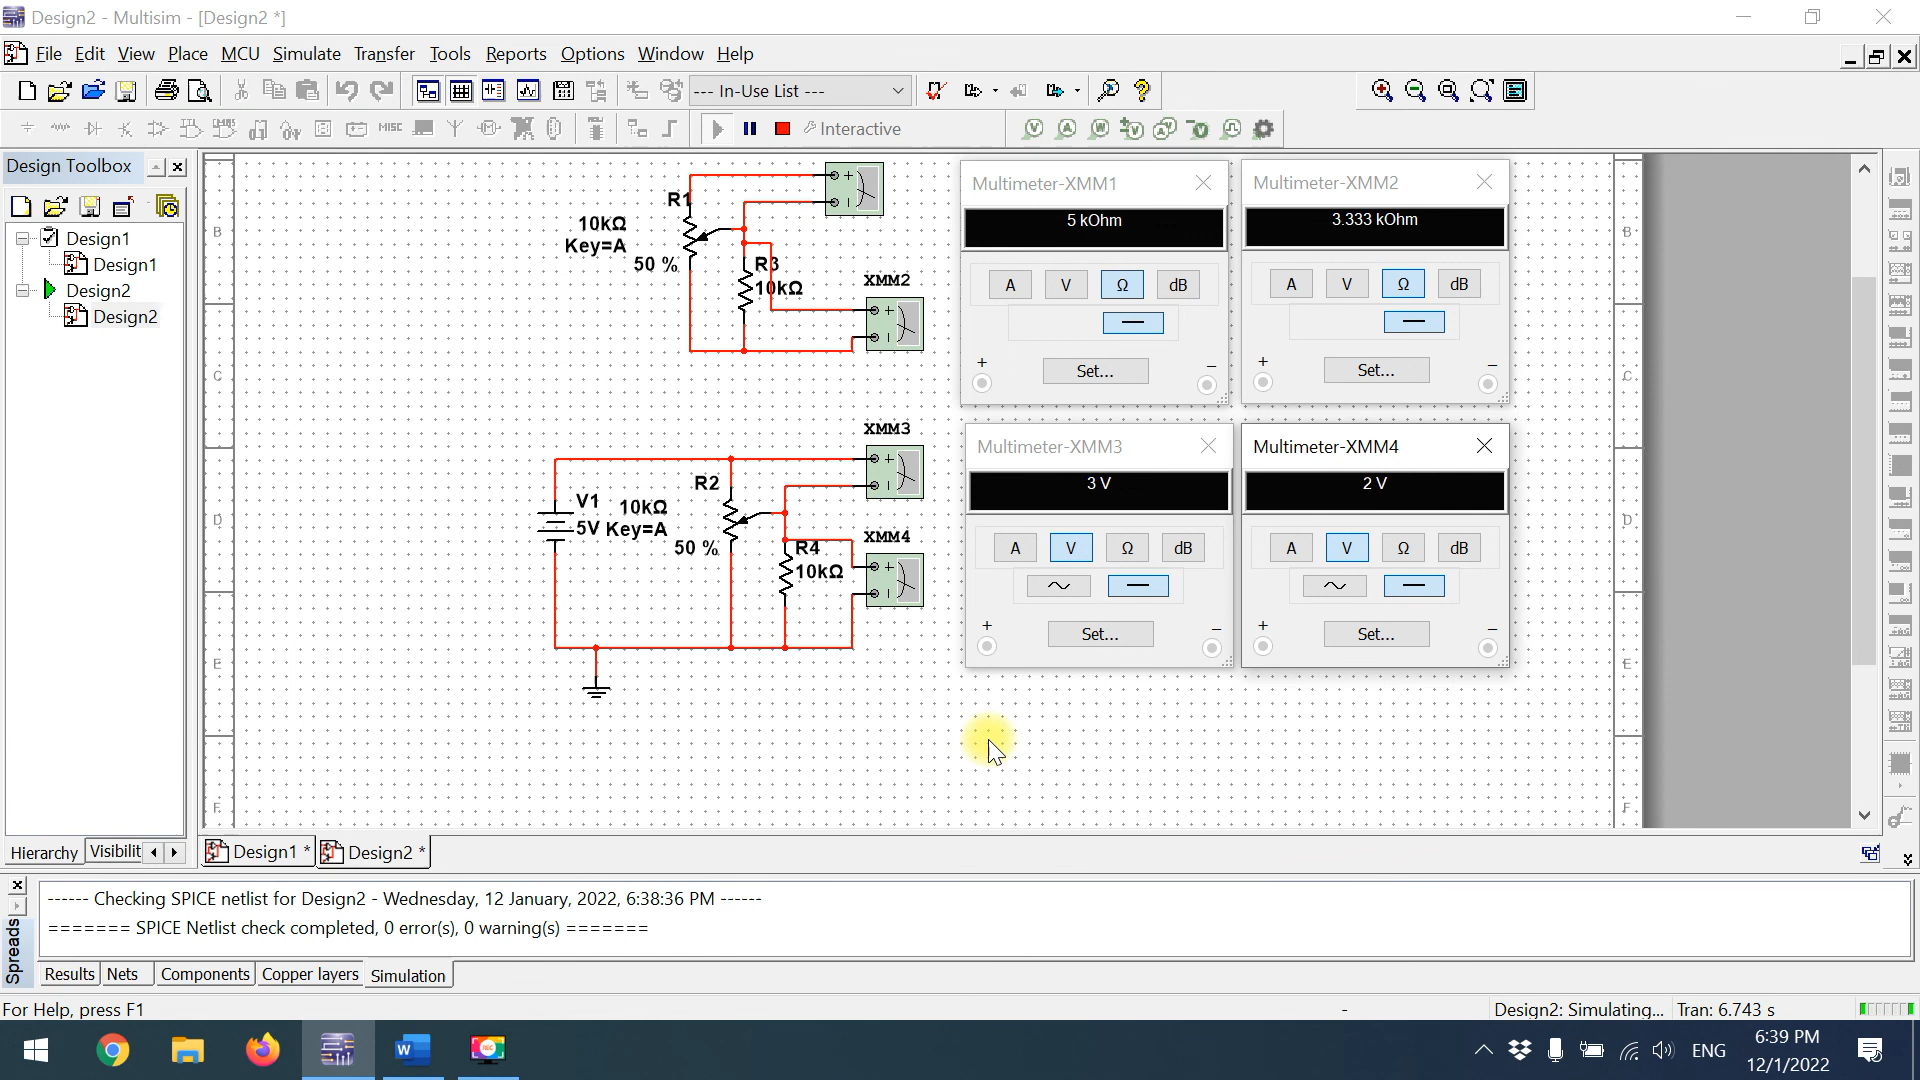 Design2 - Multisim - [Design2 *]
File Edit View Place MCU Simulate Transfer Tools Reports Options Window Help
--- In-Use List ---
MISC Interactive
Design Toolbox
Design1
Design1
Design2
Design2
Hierarchy Visibilit
B
C
D
E
F
R1
10kΩ
Key=A
50 %
R3
10kΩ
XMM2
XMM3
V1
5V
R2
10kΩ
Key=A
50 %
R4
10kΩ
XMM4
Multimeter-XMM1
5 kOhm
A V Ω dB
+ −
Set...
Multimeter-XMM2
3.333 kOhm
A V Ω dB
+ −
Set...
Multimeter-XMM3
3 V
A V Ω dB
+ −
Set...
Multimeter-XMM4
2 V
A V Ω dB
+ −
Set...
B
C
D
E
F
Design1 * Design2 *
------ Checking SPICE netlist for Design2 - Wednesday, 12 January, 2022, 6:38:36 PM ------
======= SPICE Netlist check completed, 0 error(s), 0 warning(s) =======
Spreads
Results Nets Components Copper layers Simulation
For Help, press F1 - Design2: Simulating... Tran: 6.743 s
ENG
6:39 PM
12/1/2022